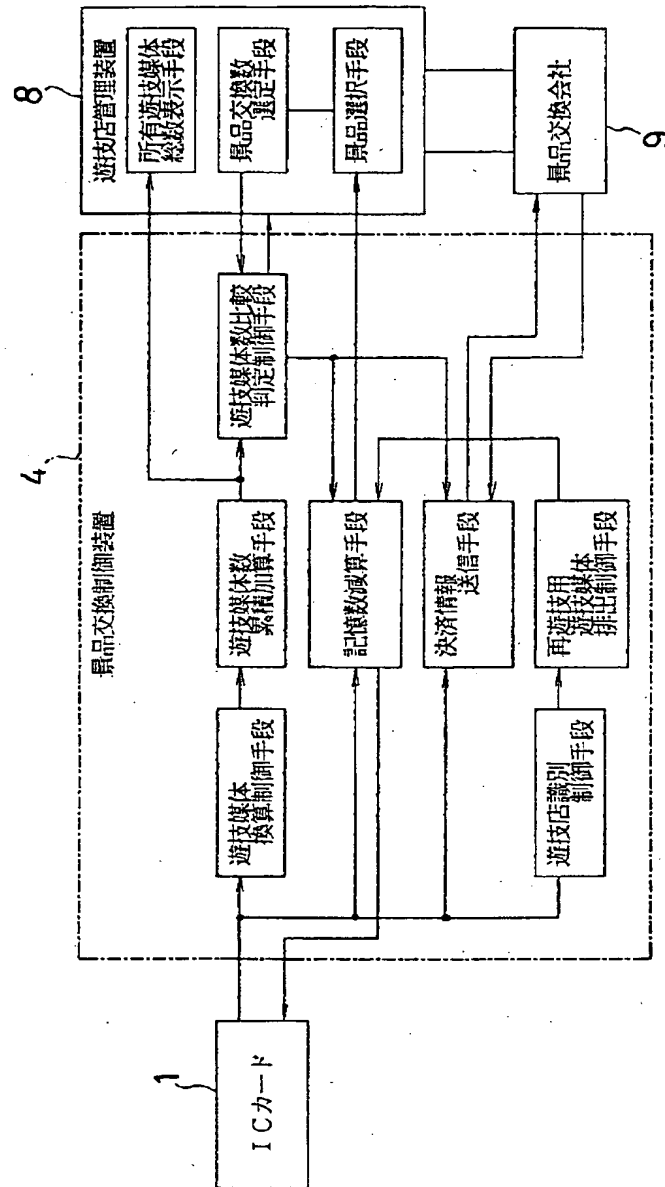 4
景品交換制御装置
1
ICカード
遊技媒体
換算制御手段
遊技媒体数
累積加算手段
遊技媒体数比較
判定制御手段
記憶数減算手段
決済情報
送信手段
遊技店識別
制御手段
再遊技用
遊技媒体
排出制御手段
8
遊技店管理装置
所有遊技媒体
総数表示手段
景品交換数
選定手段
景品選択手段
景品交換会社
9